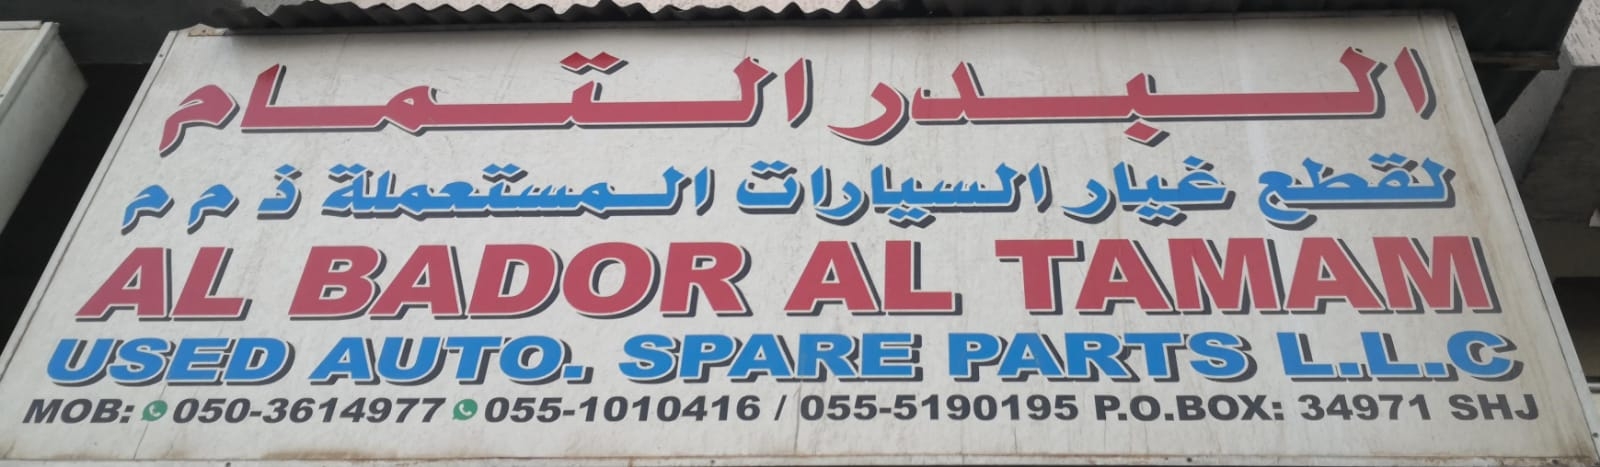 البدر التمام
لقطع غيار السيارات المستعملة ذ م م
AL BADOR AL TAMAM
USED AUTO. SPARE PARTS L.L.C
MOB: 050-3614977 055-1010416 / 055-5190195 P.O.BOX: 34971 SHJ